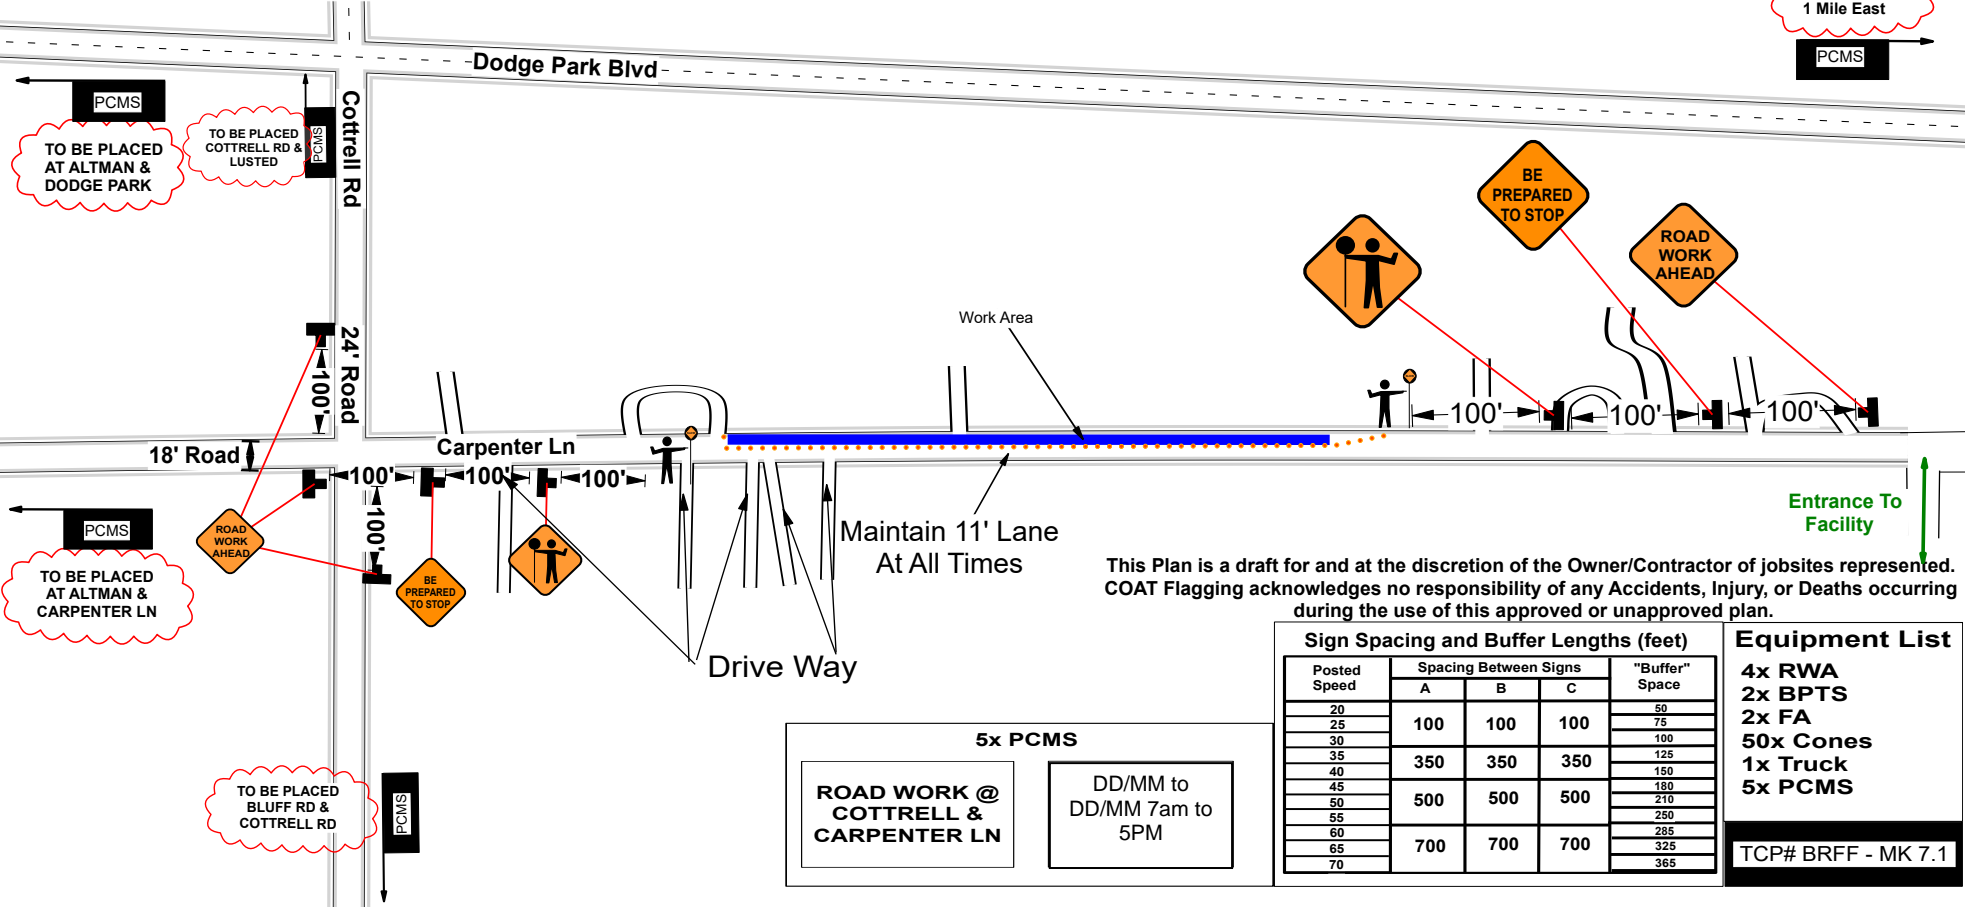 1 Mile East
PCMS
Dodge Park Blvd
PCMS
TO BE PLACED
AT ALTMAN &
DODGE PARK
TO BE PLACED
COTTRELL RD &
LUSTED
PCMS
Cottrell Rd
BE
PREPARED
TO STOP
ROAD
WORK
AHEAD
Work Area
24' Road
100'
18' Road
Carpenter Ln
100'
100'
100'
100'
100'
100'
100'
PCMS
TO BE PLACED
AT ALTMAN &
CARPENTER LN
ROAD
WORK
AHEAD
BE
PREPARED
TO STOP
Maintain 11' Lane
At All Times
Drive Way
Entrance To
Facility
This Plan is a draft for and at the discretion of the Owner/Contractor of jobsites represented.
COAT Flagging acknowledges no responsibility of any Accidents, Injury, or Deaths occurring
during the use of this approved or unapproved plan.
TO BE PLACED
BLUFF RD &
COTTRELL RD
PCMS
5x PCMS
ROAD WORK @
COTTRELL &
CARPENTER LN
DD/MM to
DD/MM 7am to
5PM
Sign Spacing and Buffer Lengths (feet)
Posted Speed
Spacing Between Signs
"Buffer" Space
A B C
20 50
25 100 100 100 75
30 100
35 125
350 350 350
40 150
45 180
50 500 500 500 210
55 250
60 285
65 700 700 700 325
70 365
Equipment List
4x RWA
2x BPTS
2x FA
50x Cones
1x Truck
5x PCMS
TCP# BRFF - MK 7.1